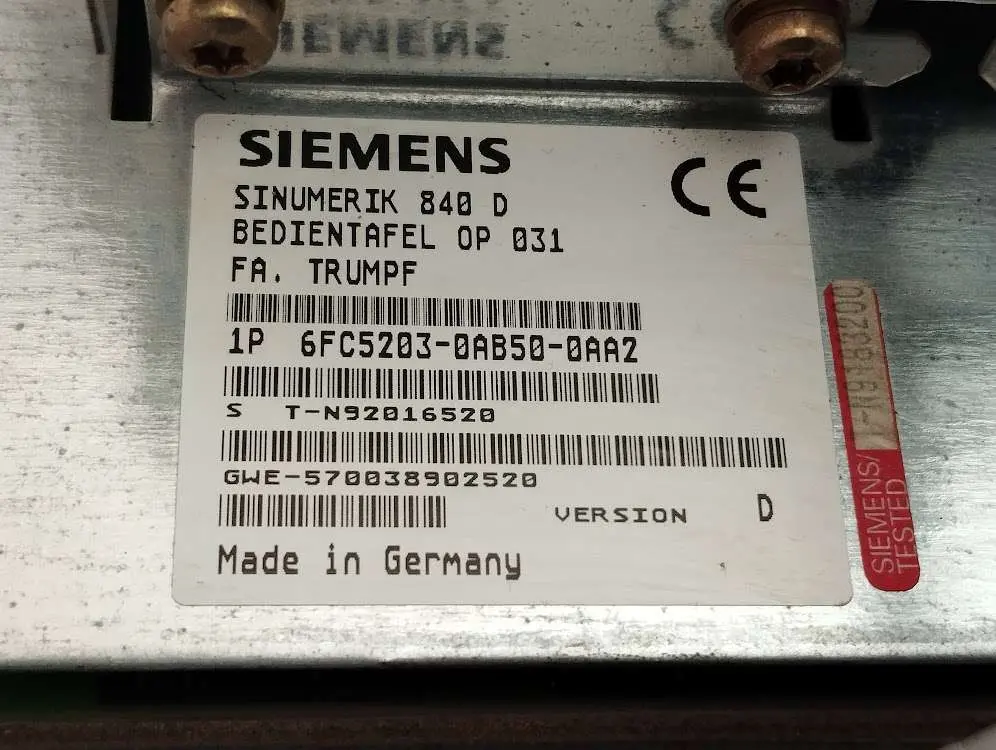 SIEMENS
SIEMENS
CE
SINUMERIK 840 D
BEDIENTAFEL OP 031
FA. TRUMPF
1P 6FC5203-0AB50-0AA2
S T-N92016520
GWE-570038902520
VERSION D
Made in Germany
SIEMENS/
TESTED